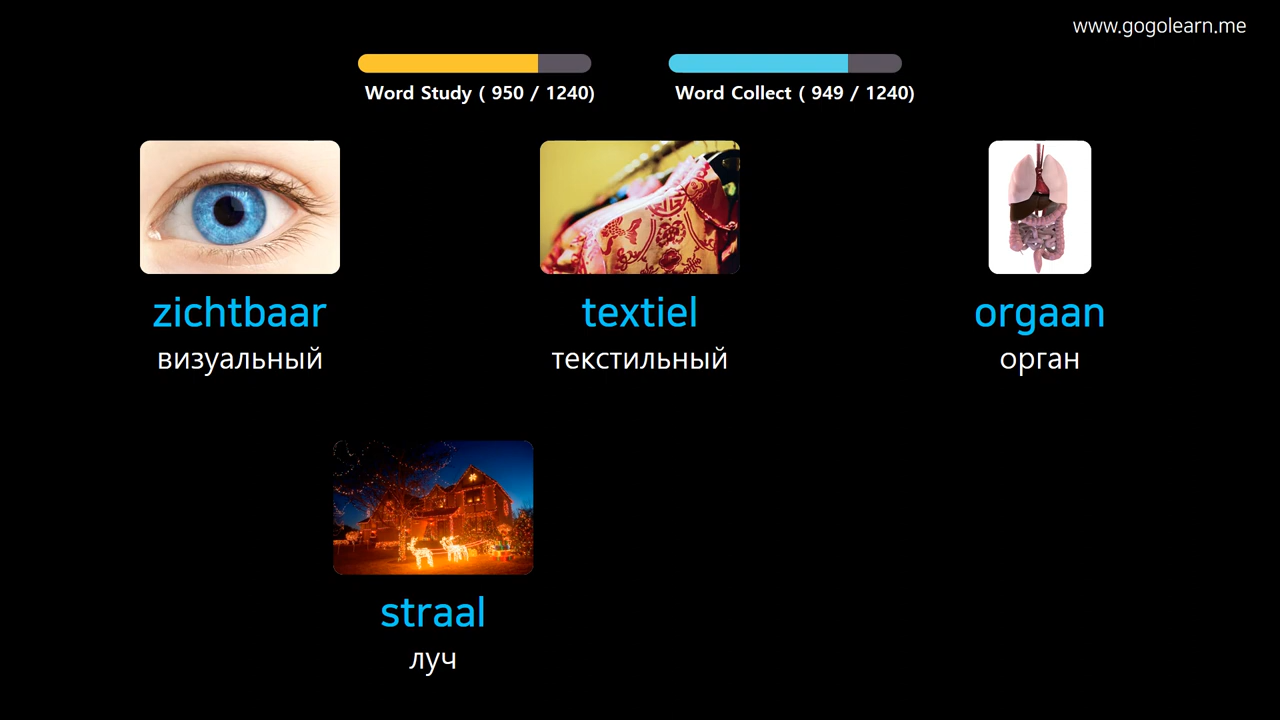 www.gogolearn.me
Word Study ( 950 / 1240)
Word Collect ( 949 / 1240)
zichtbaar
визуальный
textiel
текстильный
orgaan
орган
straal
луч